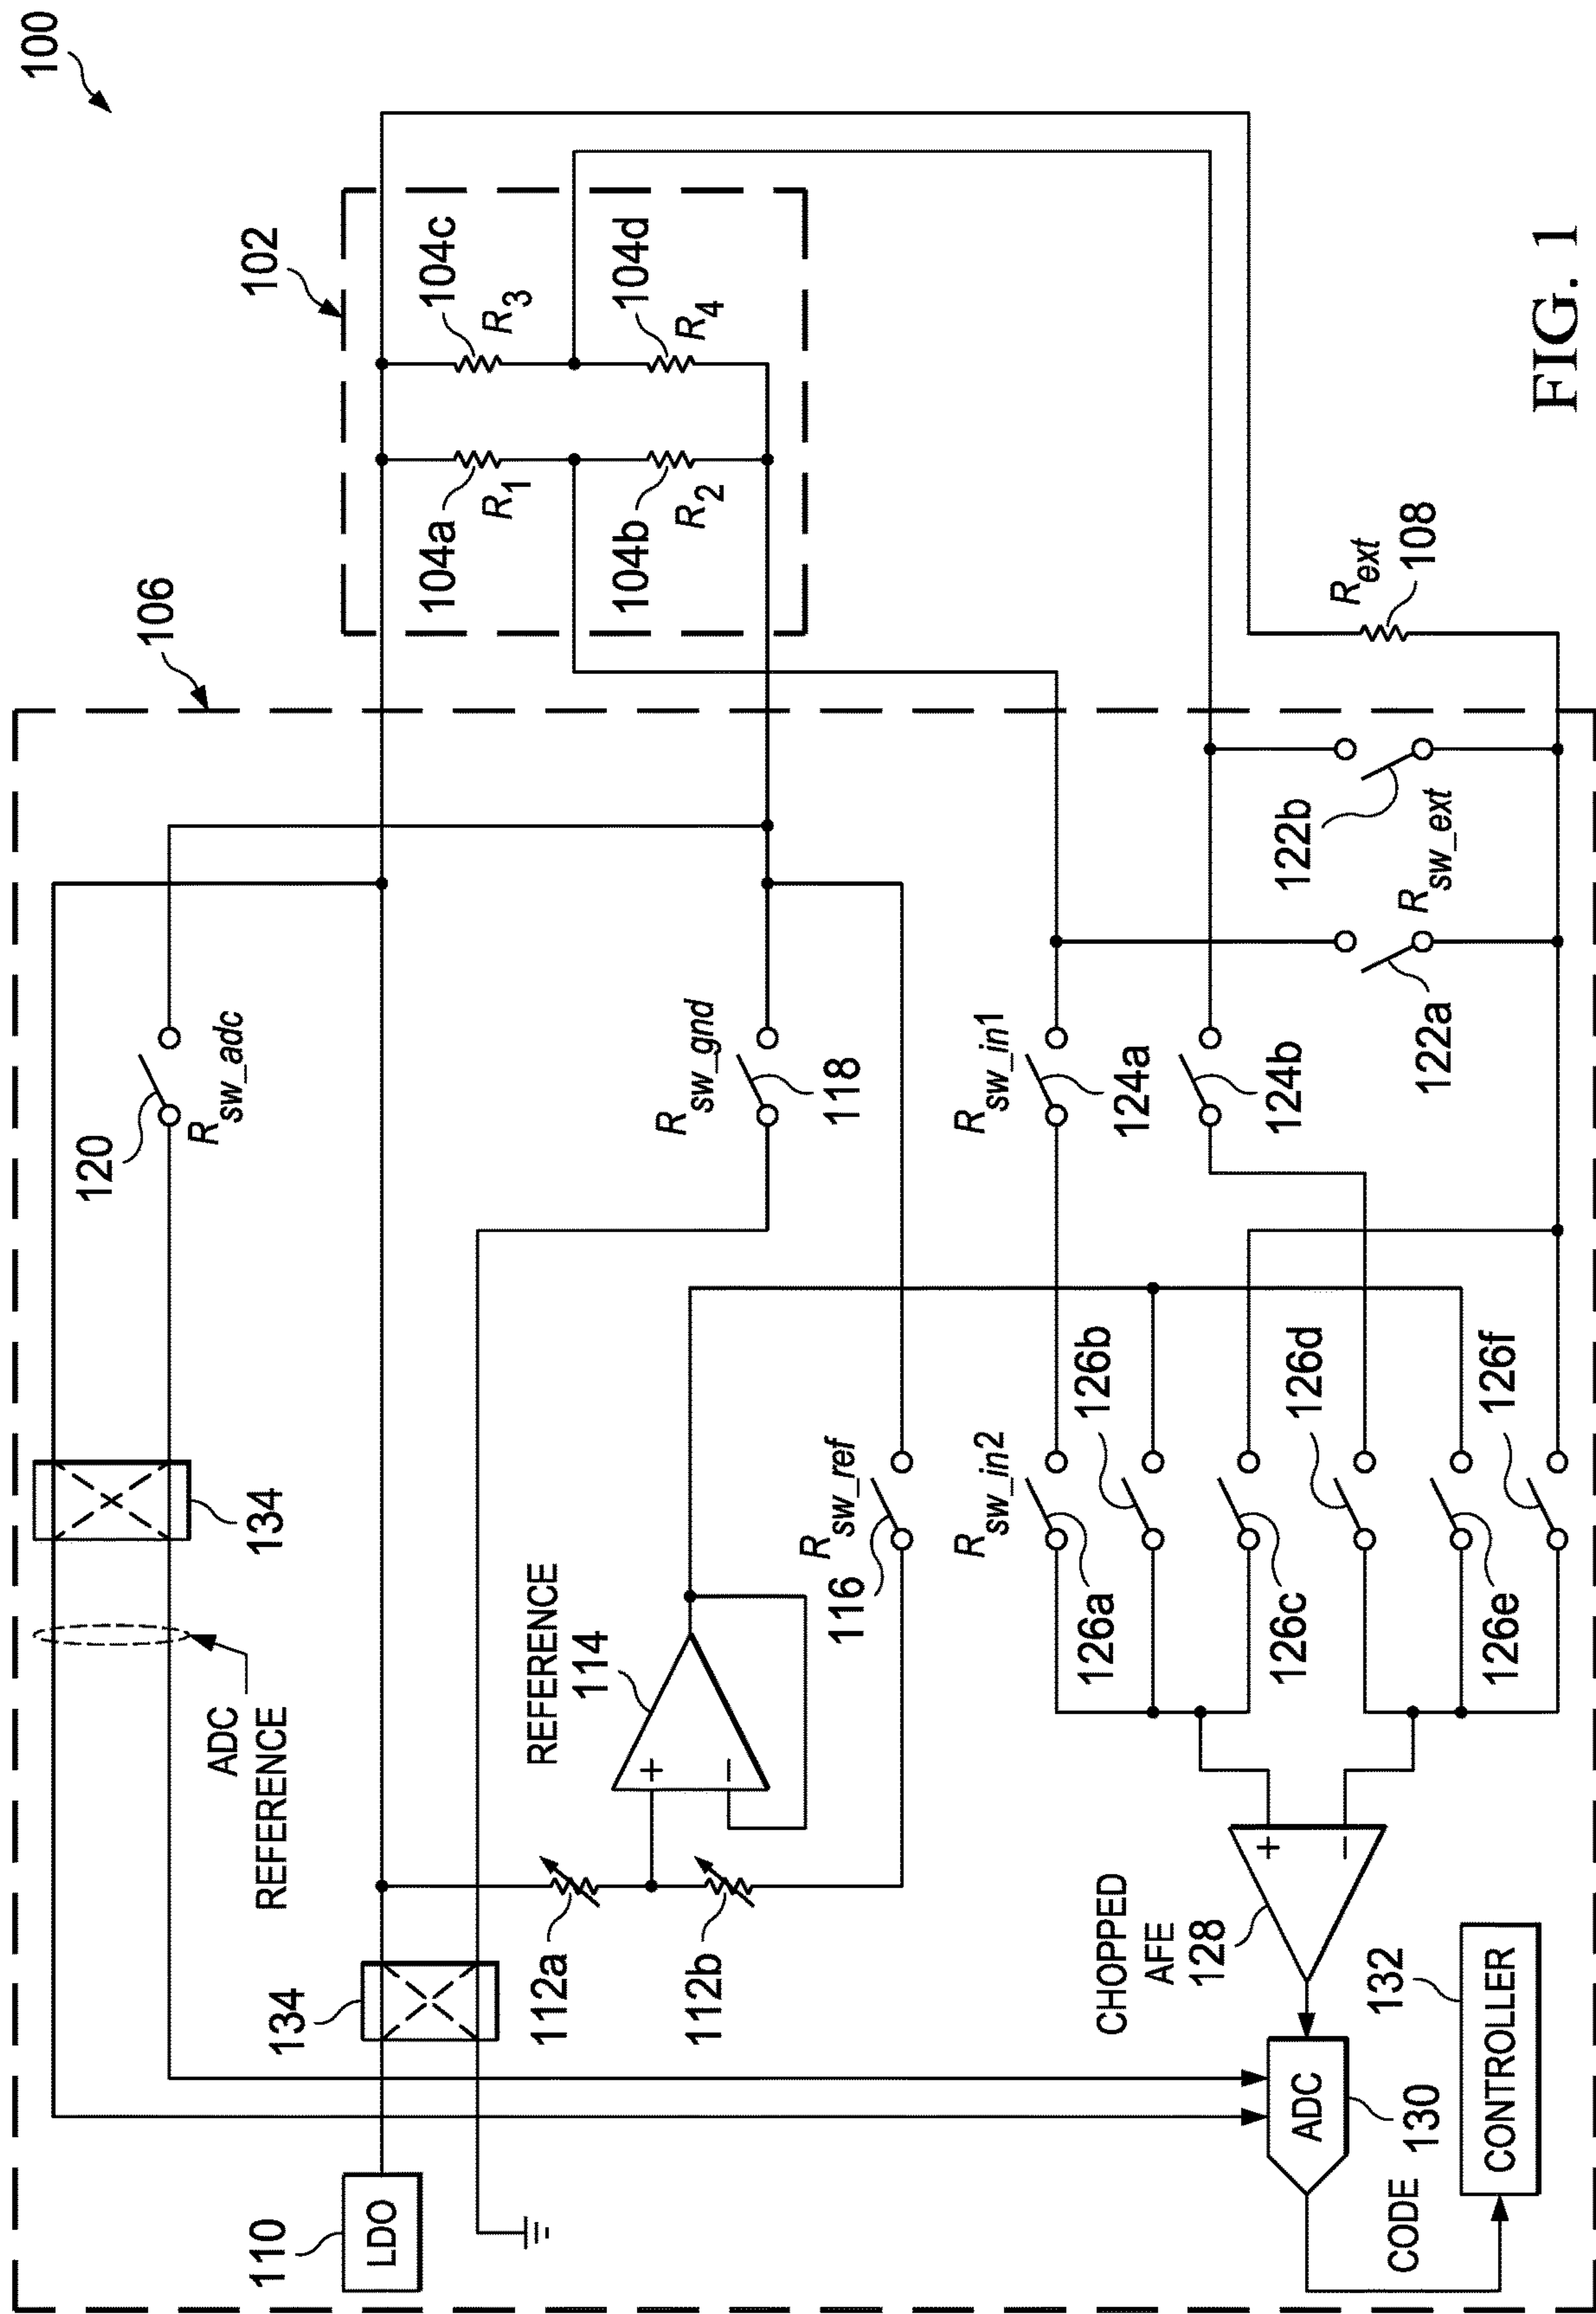 100
102
104c
R3
104d
R4
104a
R1
104b
R2
106
Rext
108
122b
Rsw_ext
122a
120
Rsw_adc
Rsw_gnd
118
Rsw_in1
124a
124b
134
ADC
REFERENCE
REFERENCE
114
+
−
Rsw_ref
116
Rsw_in2
126a
126b
126c
126d
126e
126f
112a
112b
134
CHOPPED
AFE
128
+
−
110
LDO
ADC
130
CODE
132
CONTROLLER
FIG. 1